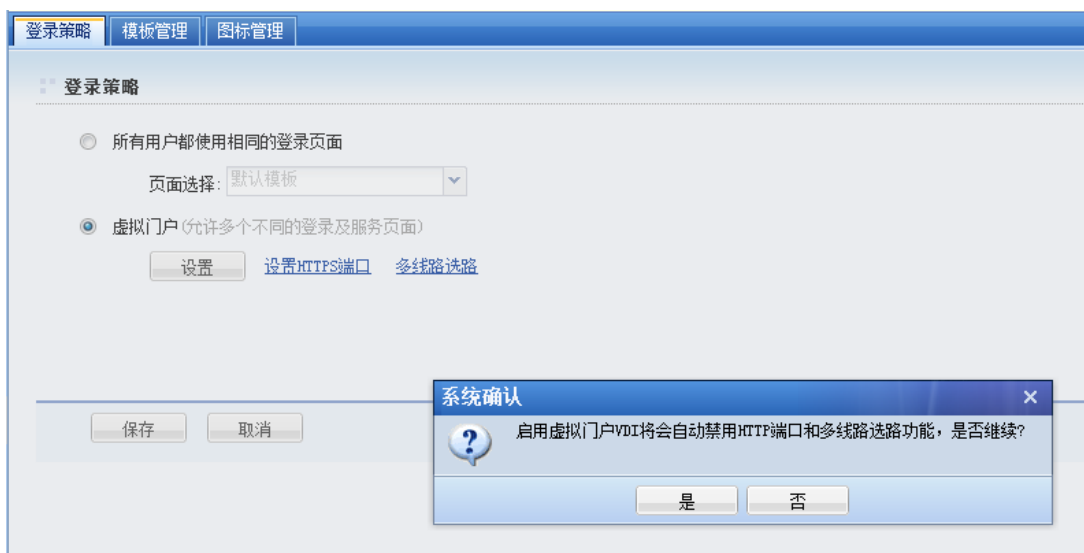 登录策略 模板管理 图标管理
登录策略
所有用户都使用相同的登录页面
页面选择: 默认模板
虚拟门户(允许多个不同的登录及服务页面)
设置 设置HTTPS端口 多线路选路
系统确认
启用虚拟门户VDI将会自动禁用HTTP端口和多线路选路功能，是否继续?
是 否
保存 取消